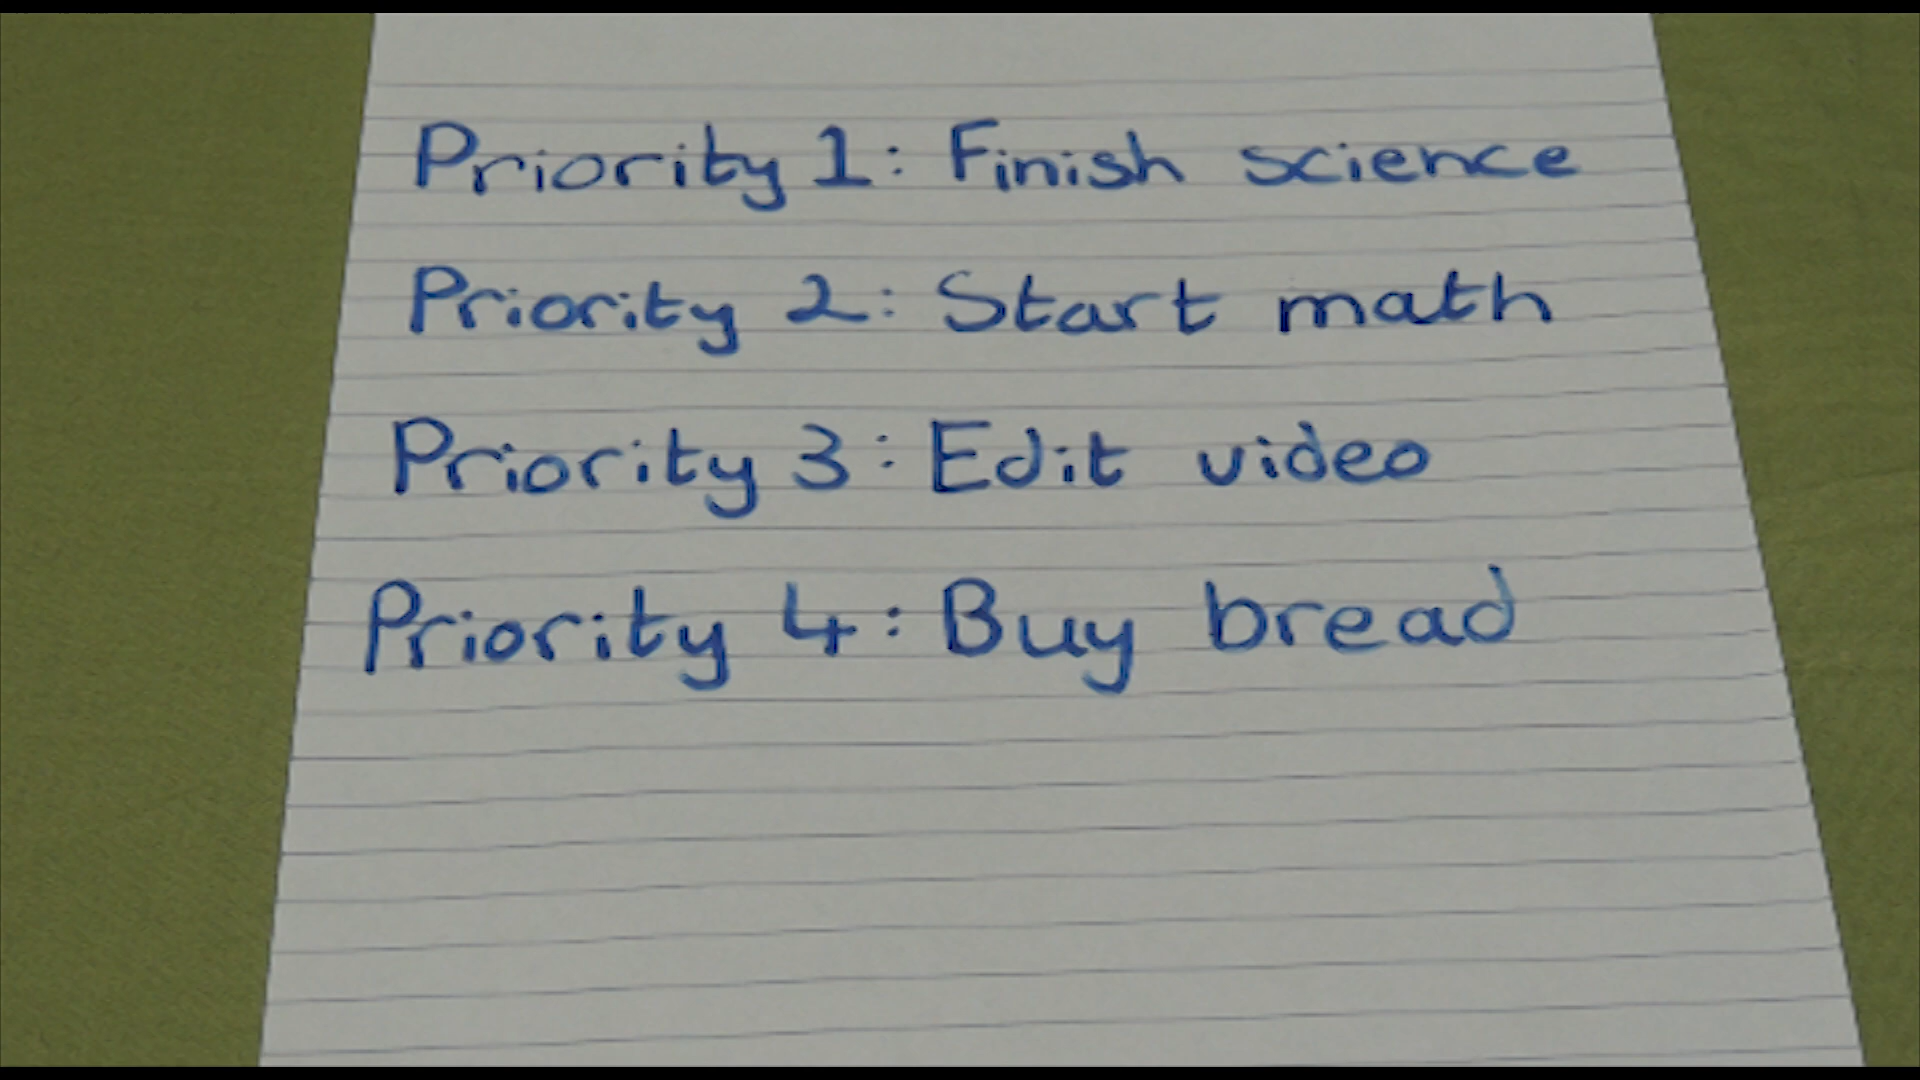 Priority 1: Finish science
Priority 2: Start math
Priority 3: Edit video
Priority 4: Buy bread